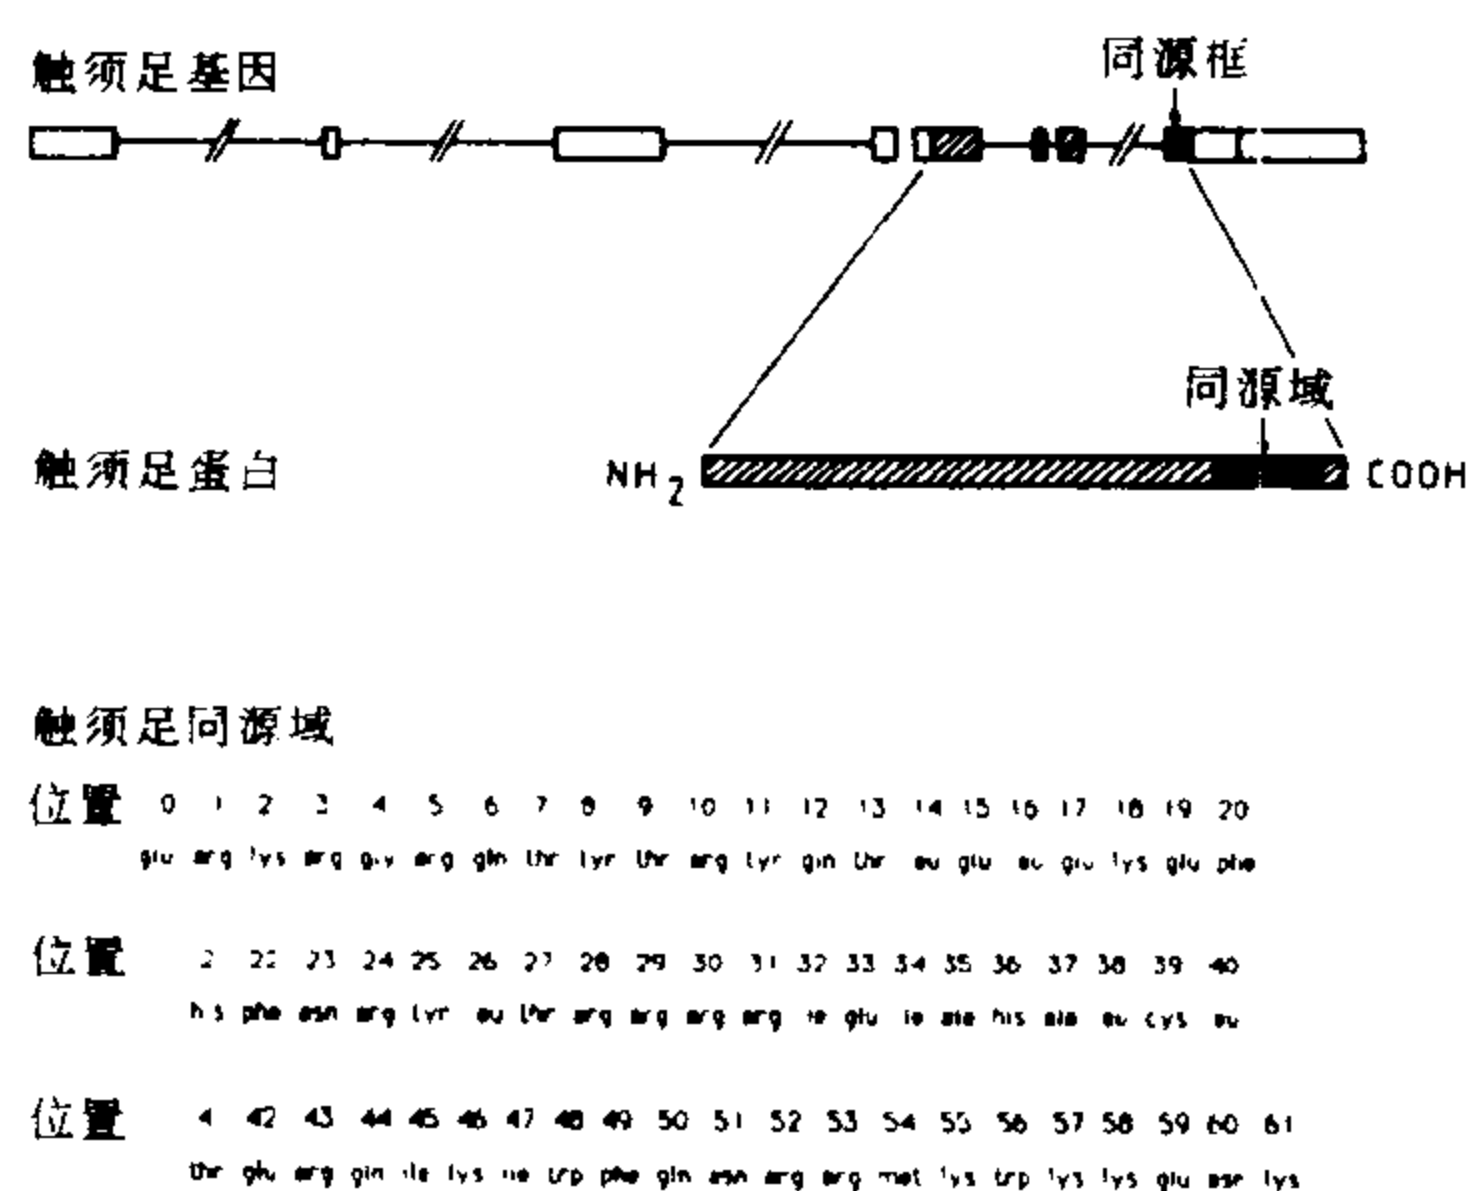 触须足基因
同源框
同源域
触须足蛋白 NH2 COOH
触须足同源域
位置 0 1 2 3 4 5 6 7 8 9 10 11 12 13 14 15 16 17 18 19 20
glu arg lys arg gly arg gln thr tyr thr arg tyr gln thr eu glu eu glu lys glu phe
位置 2 22 23 24 25 26 27 28 29 30 31 32 33 34 35 36 37 38 39 40
his phe asn arg tyr eu thr arg arg arg arg ile glu ile ala his ala eu cys eu
位置 4 42 43 44 45 46 47 48 49 50 51 52 53 54 55 56 57 58 59 60 61
thr glu arg gln ile lys ile trp phe gln asn arg arg met lys trp lys lys glu asn lys